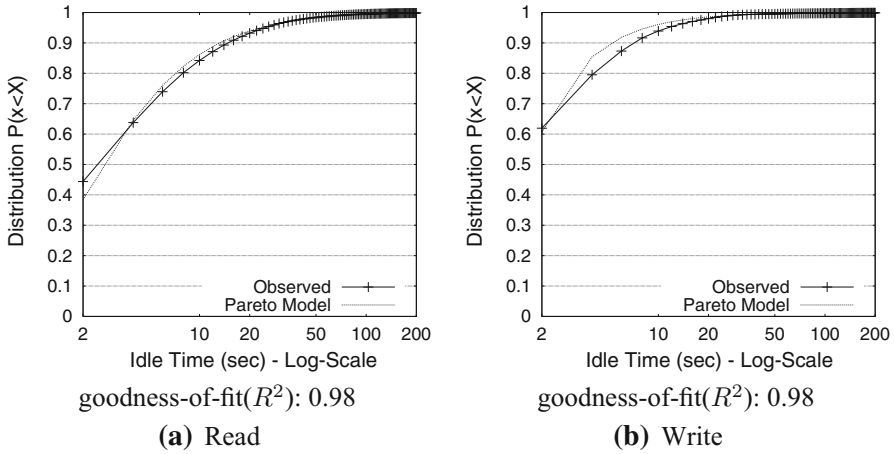 1
0.9
0.8
0.7
0.6
0.5
0.4
0.3
0.2
0.1
0
Distribution P(x<X)
Observed
Pareto Model
2 10 20 50 100 200
Idle Time (sec) - Log-Scale
goodness-of-fit(R²): 0.98
(a) Read
1
0.9
0.8
0.7
0.6
0.5
0.4
0.3
0.2
0.1
0
Distribution P(x<X)
Observed
Pareto Model
2 10 20 50 100 200
Idle Time (sec) - Log-Scale
goodness-of-fit(R²): 0.98
(b) Write